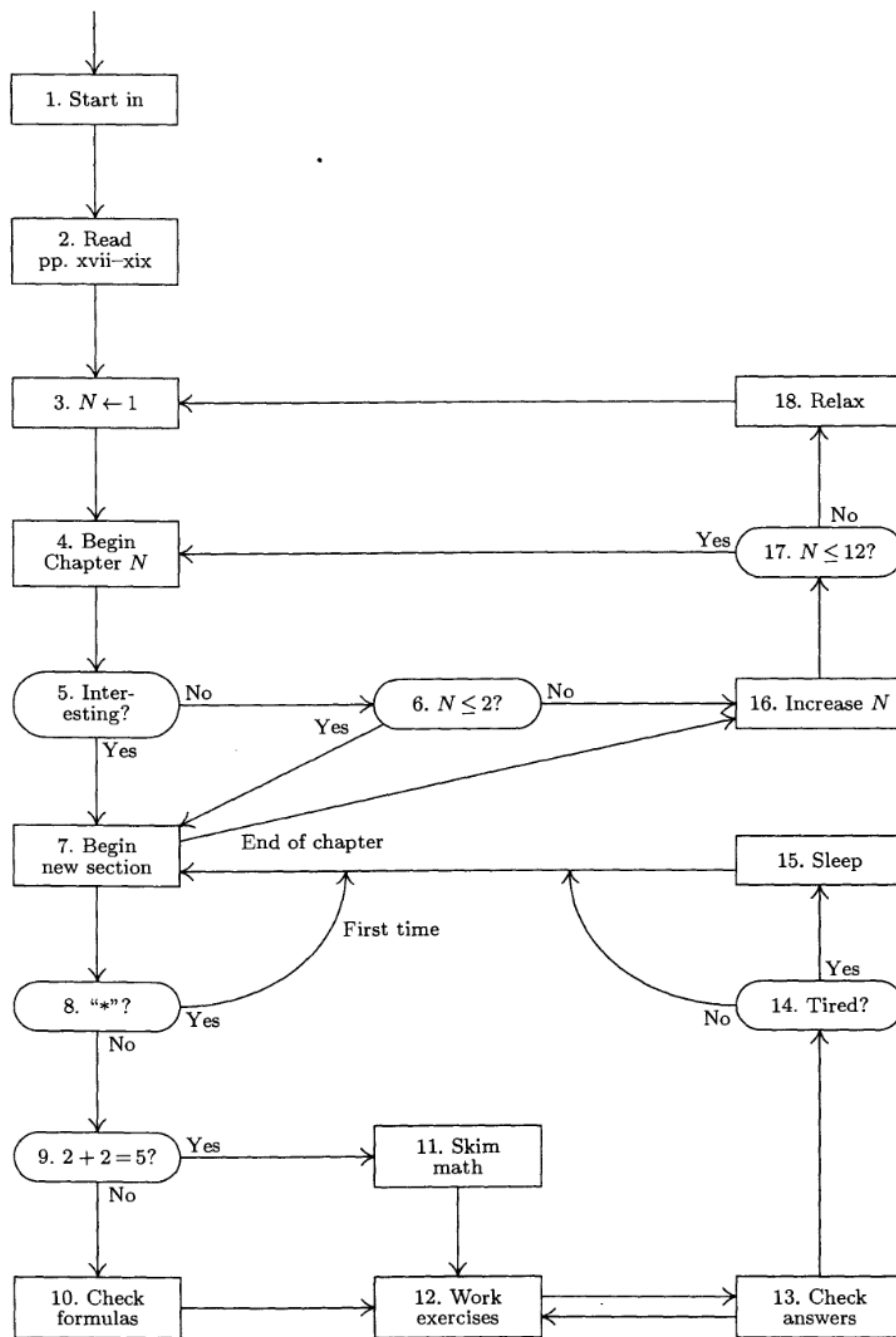 1. Start in
2. Read
pp. xvii–xix
3. N ← 1
18. Relax
No
4. Begin
Chapter N
Yes
17. N ≤ 12?
5. Inter-
esting?
No
6. N ≤ 2?
No
16. Increase N
Yes
Yes
7. Begin
new section
End of chapter
15. Sleep
First time
Yes
8. “*”?
Yes
No
14. Tired?
No
9. 2 + 2 = 5?
Yes
11. Skim
math
No
10. Check
formulas
12. Work
exercises
13. Check
answers